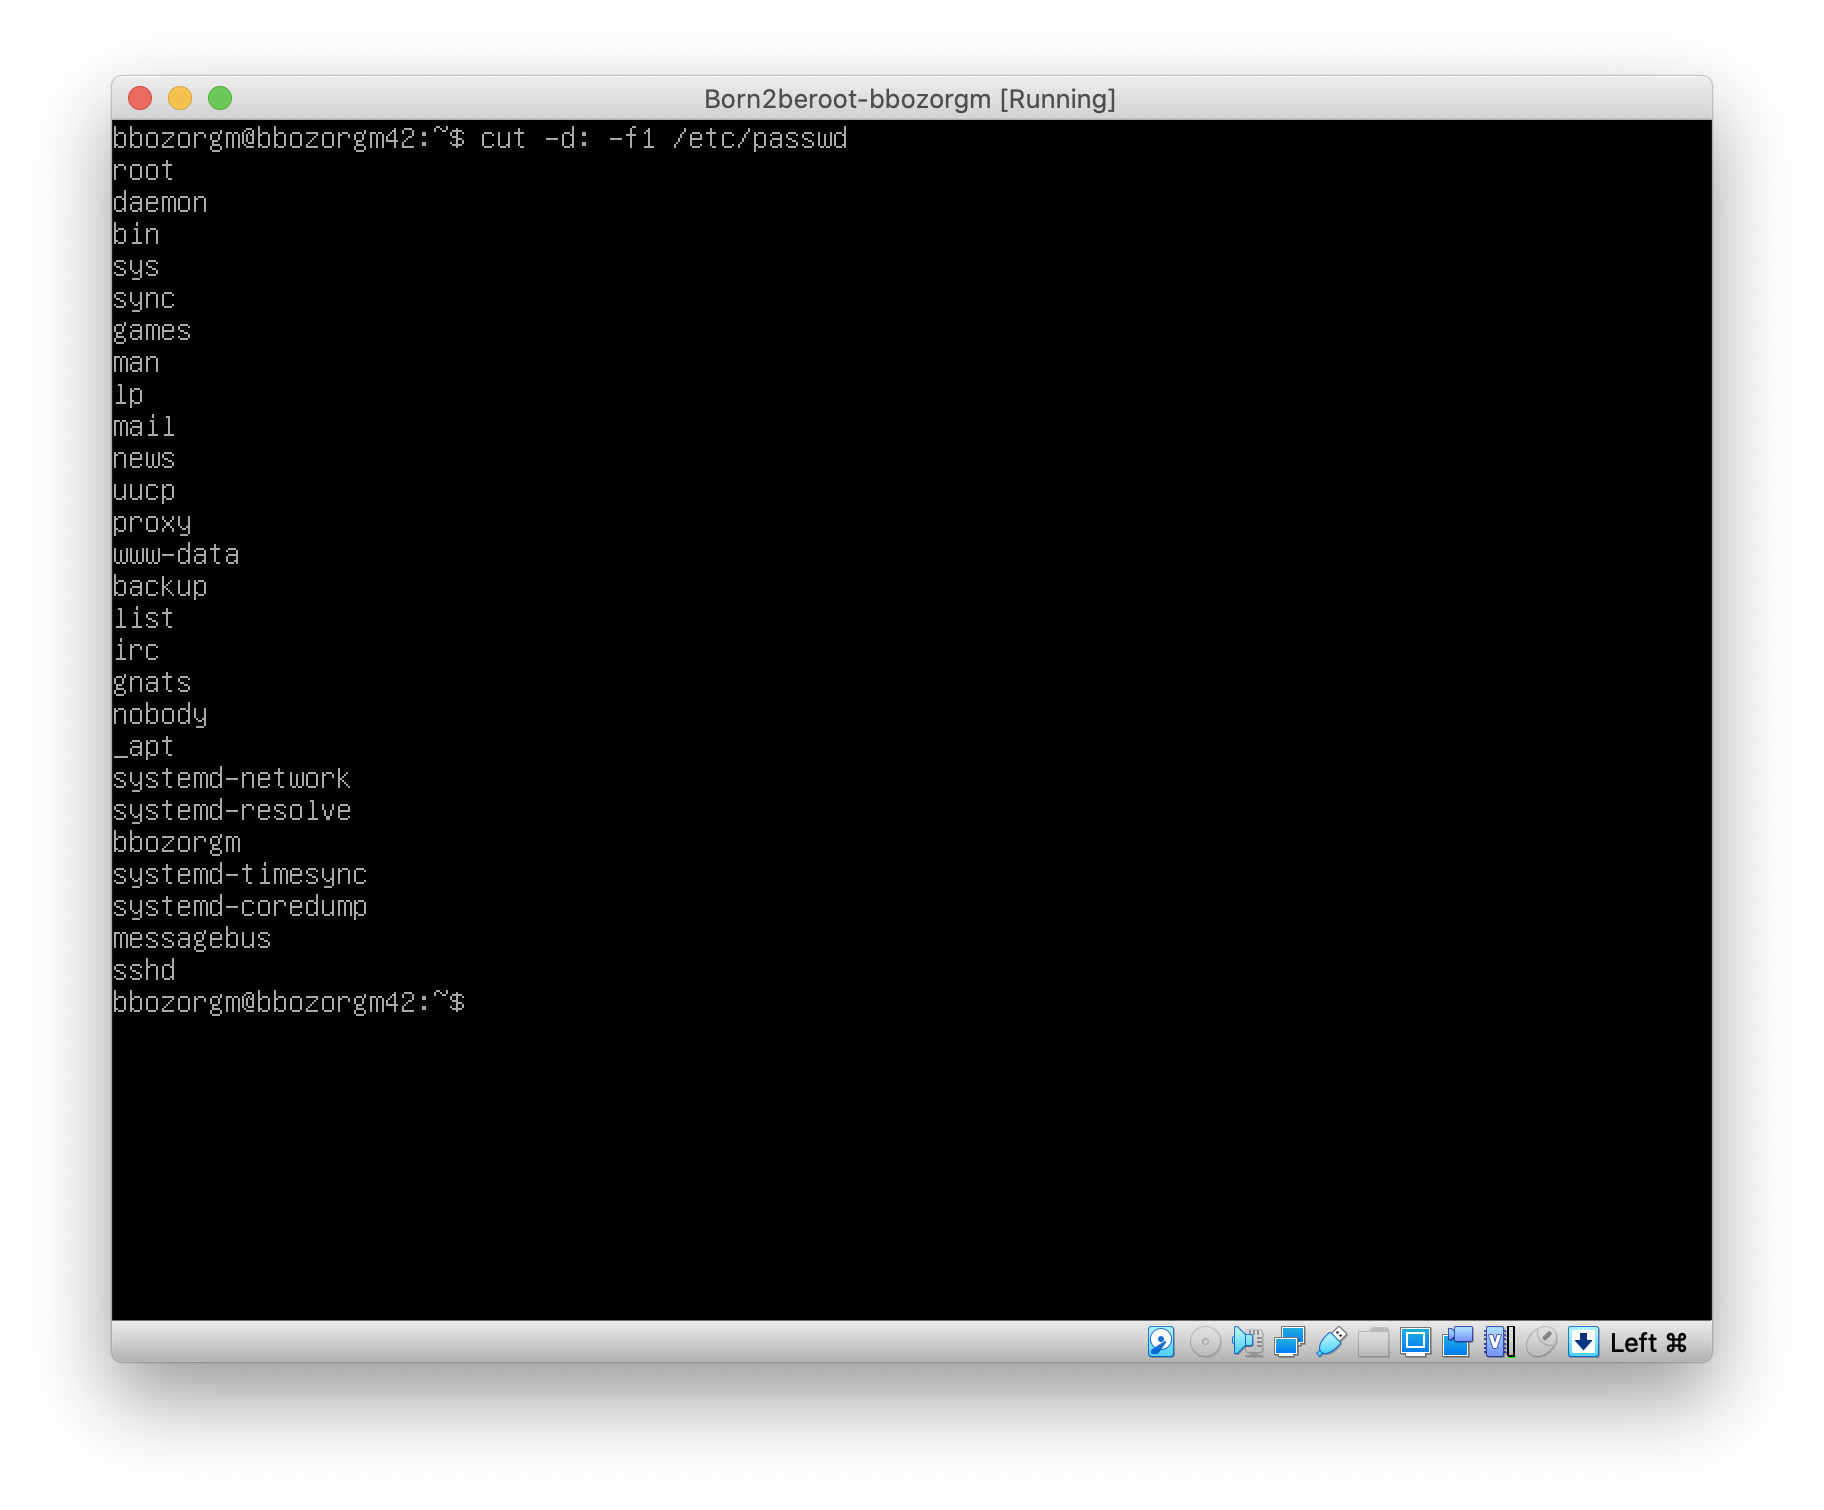 Born2beroot-bbozorgm [Running]
bbozorgm@bbozorgm42:~$ cut -d: -f1 /etc/passwd
root
daemon
bin
sys
sync
games
man
lp
mail
news
uucp
proxy
www-data
backup
list
irc
gnats
nobody
_apt
systemd-network
systemd-resolve
bbozorgm
systemd-timesync
systemd-coredump
messagebus
sshd
bbozorgm@bbozorgm42:~$
Left ⌘